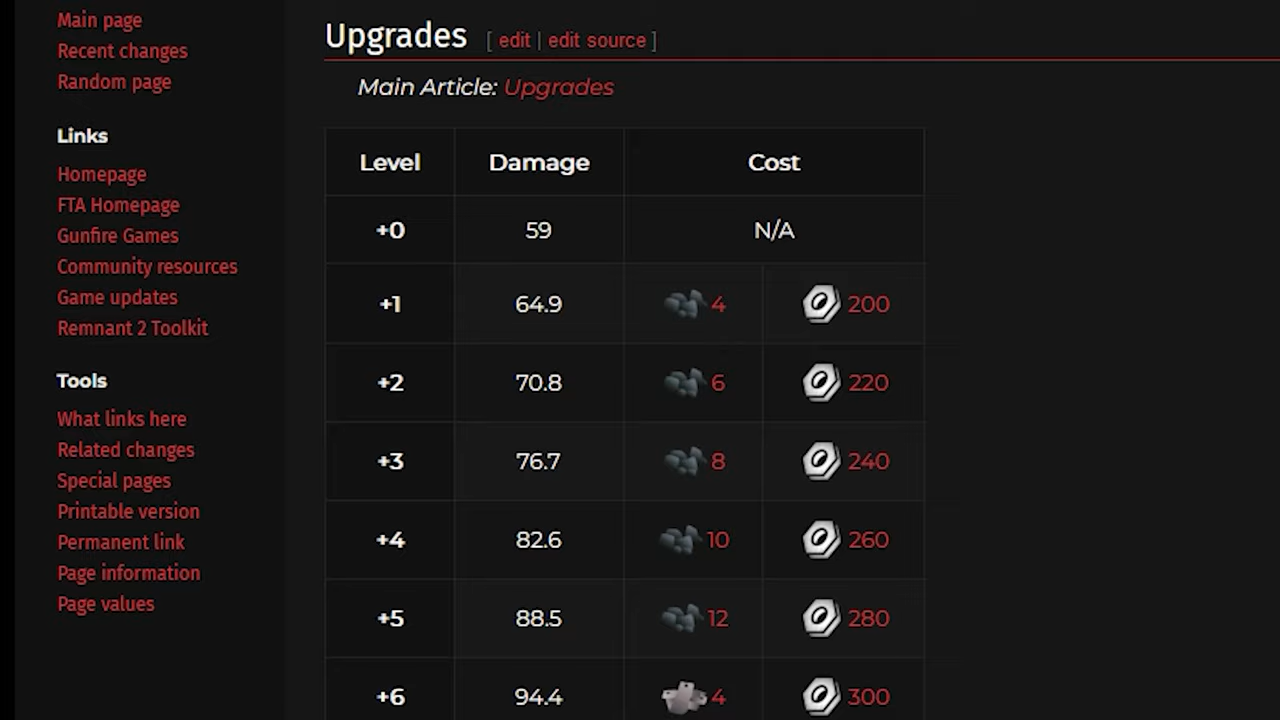 Main page
Recent changes
Random page
Links
Homepage
FTA Homepage
Gunfire Games
Community resources
Game updates
Remnant 2 Toolkit
Tools
What links here
Related changes
Special pages
Printable version
Permanent link
Page information
Page values
Upgrades [ edit | edit source ]
Main Article: Upgrades
Level Damage Cost
+0 59 N/A
+1 64.9 4 200
+2 70.8 6 220
+3 76.7 8 240
+4 82.6 10 260
+5 88.5 12 280
+6 94.4 4 300